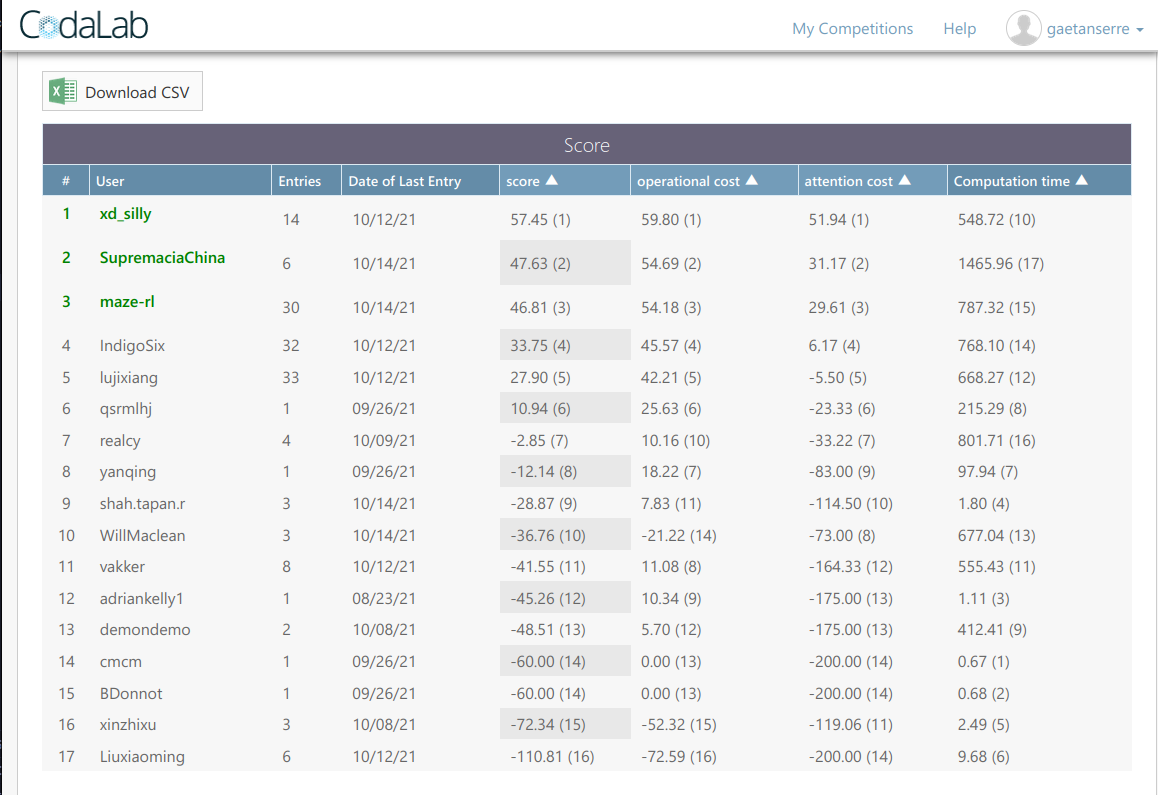 CodaLab My Competitions Help gaetanserre
Download CSV
Score
# User Entries Date of Last Entry score ▲ operational cost ▲ attention cost ▲ Computation time ▲
1 xd_silly 14 10/12/21 57.45 (1) 59.80 (1) 51.94 (1) 548.72 (10)
2 SupremaciaChina 6 10/14/21 47.63 (2) 54.69 (2) 31.17 (2) 1465.96 (17)
3 maze-rl 30 10/14/21 46.81 (3) 54.18 (3) 29.61 (3) 787.32 (15)
4 IndigoSix 32 10/12/21 33.75 (4) 45.57 (4) 6.17 (4) 768.10 (14)
5 lujixiang 33 10/12/21 27.90 (5) 42.21 (5) -5.50 (5) 668.27 (12)
6 qsrmlhj 1 09/26/21 10.94 (6) 25.63 (6) -23.33 (6) 215.29 (8)
7 realcy 4 10/09/21 -2.85 (7) 10.16 (10) -33.22 (7) 801.71 (16)
8 yanqing 1 09/26/21 -12.14 (8) 18.22 (7) -83.00 (9) 97.94 (7)
9 shah.tapan.r 3 10/14/21 -28.87 (9) 7.83 (11) -114.50 (10) 1.80 (4)
10 WillMaclean 3 10/14/21 -36.76 (10) -21.22 (14) -73.00 (8) 677.04 (13)
11 vakker 8 10/12/21 -41.55 (11) 11.08 (8) -164.33 (12) 555.43 (11)
12 adriankelly1 1 08/23/21 -45.26 (12) 10.34 (9) -175.00 (13) 1.11 (3)
13 demondemo 2 10/08/21 -48.51 (13) 5.70 (12) -175.00 (13) 412.41 (9)
14 cmcm 1 09/26/21 -60.00 (14) 0.00 (13) -200.00 (14) 0.67 (1)
15 BDonnot 1 09/26/21 -60.00 (14) 0.00 (13) -200.00 (14) 0.68 (2)
16 xinzhixu 3 10/08/21 -72.34 (15) -52.32 (15) -119.06 (11) 2.49 (5)
17 Liuxiaoming 6 10/12/21 -110.81 (16) -72.59 (16) -200.00 (14) 9.68 (6)